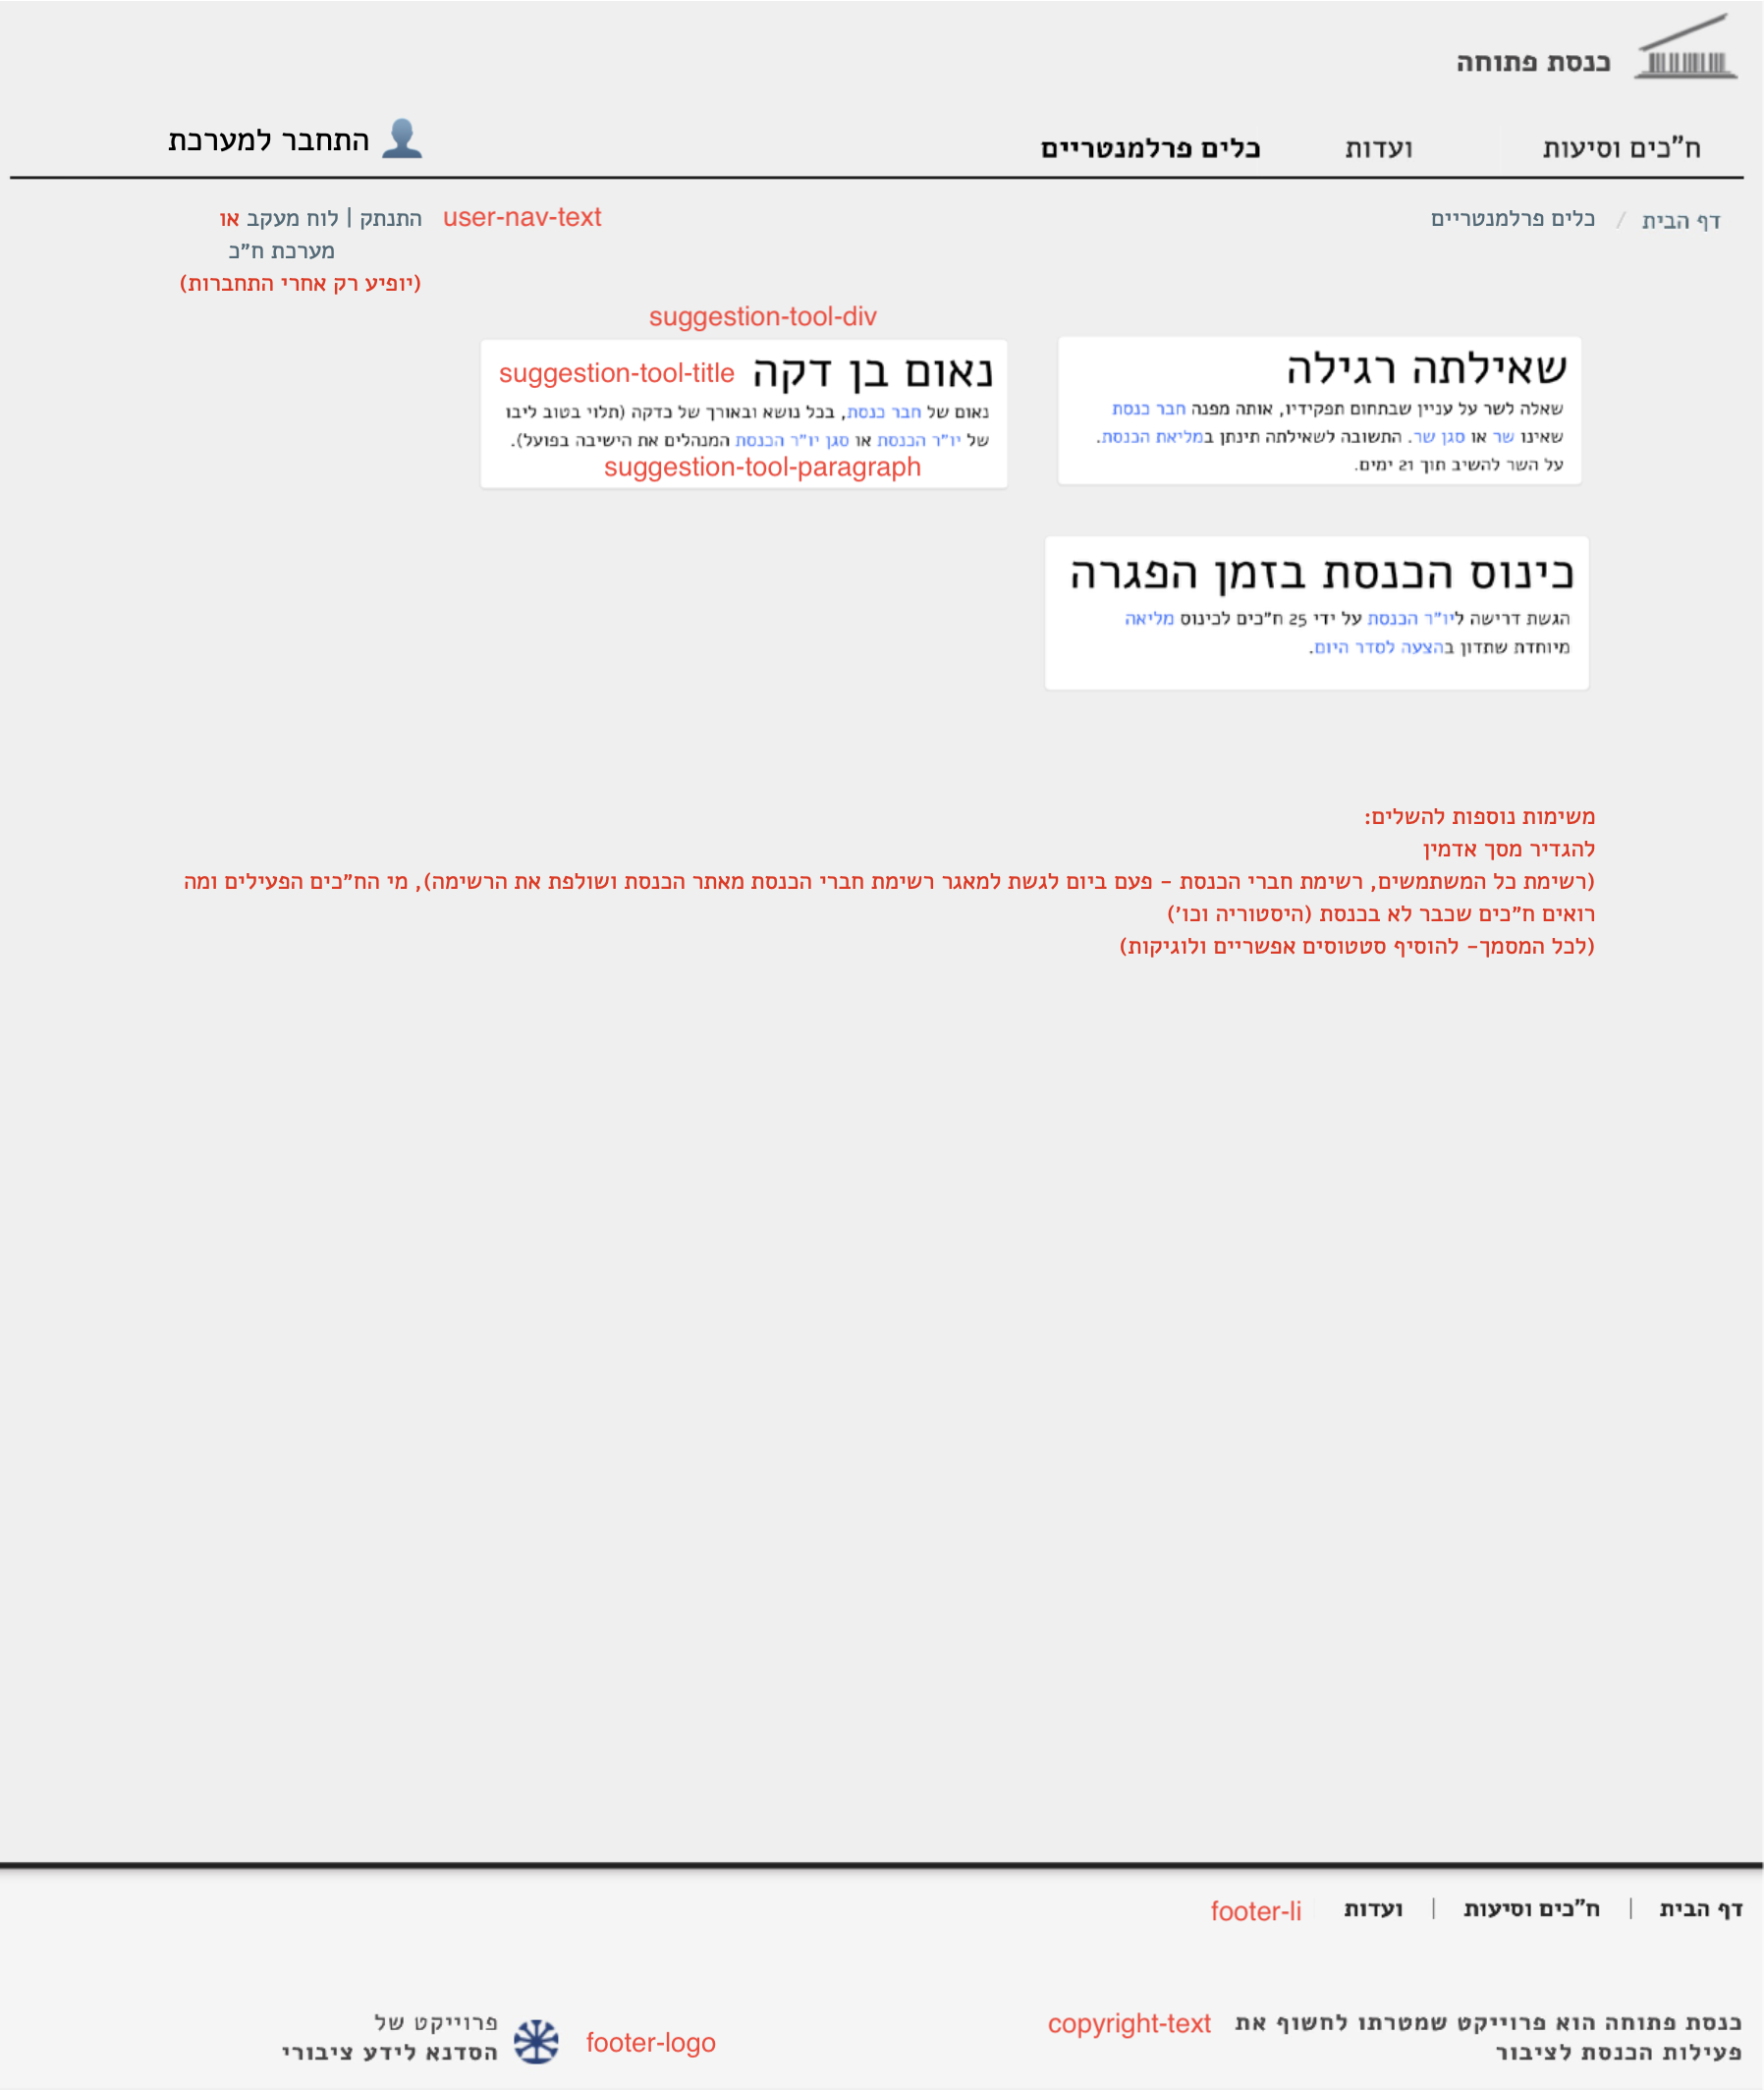 כנסת פתוחה
ח"כים וסיעות
ועדות
כלים פרלמנטריים
התחבר למערכת
דף הבית / כלים פרלמנטריים
user-nav-text
התנתק | לוח מעקב או
מערכת ח"כ
(יופיע רק אחרי התחברות)
suggestion-tool-div
שאילתה רגילה
שאלה לשר על עניין שבתחום תפקידיו, אותה מפנה חבר כנסת
שאינו שר או סגן שר. התשובה לשאילתה תינתן במליאת הכנסת.
על השר להשיב תוך 21 ימים.
נאום בן דקה
suggestion-tool-title
נאום של חבר כנסת, בכל נושא ובאורך של כדקה (תלוי בטוב ליבו
של יו"ר הכנסת או סגן יו"ר הכנסת המנהלים את הישיבה בפועל).
suggestion-tool-paragraph
כינוס הכנסת בזמן הפגרה
הגשת דרישה ליו"ר הכנסת על ידי 25 ח"כים לכינוס מליאה
מיוחדת שתדון בהצעה לסדר היום.
משימות נוספות להשלים:
להגדיר מסך אדמין
(רשימת כל המשתמשים, רשימת חברי הכנסת - פעם ביום לגשת למאגר רשימת חברי הכנסת מאתר הכנסת ושולפת את הרשימה), מי הח"כים הפעילים ומה
רואים ח"כים שכבר לא בכנסת (היסטוריה וכו')
(לכל המסמך- להוסיף סטטוסים אפשריים ולוגיקות)
דף הבית | ח"כים וסיעות | ועדות
footer-li
כנסת פתוחה הוא פרוייקט שמטרתו לחשוף את
פעילות הכנסת לציבור
copyright-text
footer-logo
פרוייקט של
הסדנא לידע ציבורי